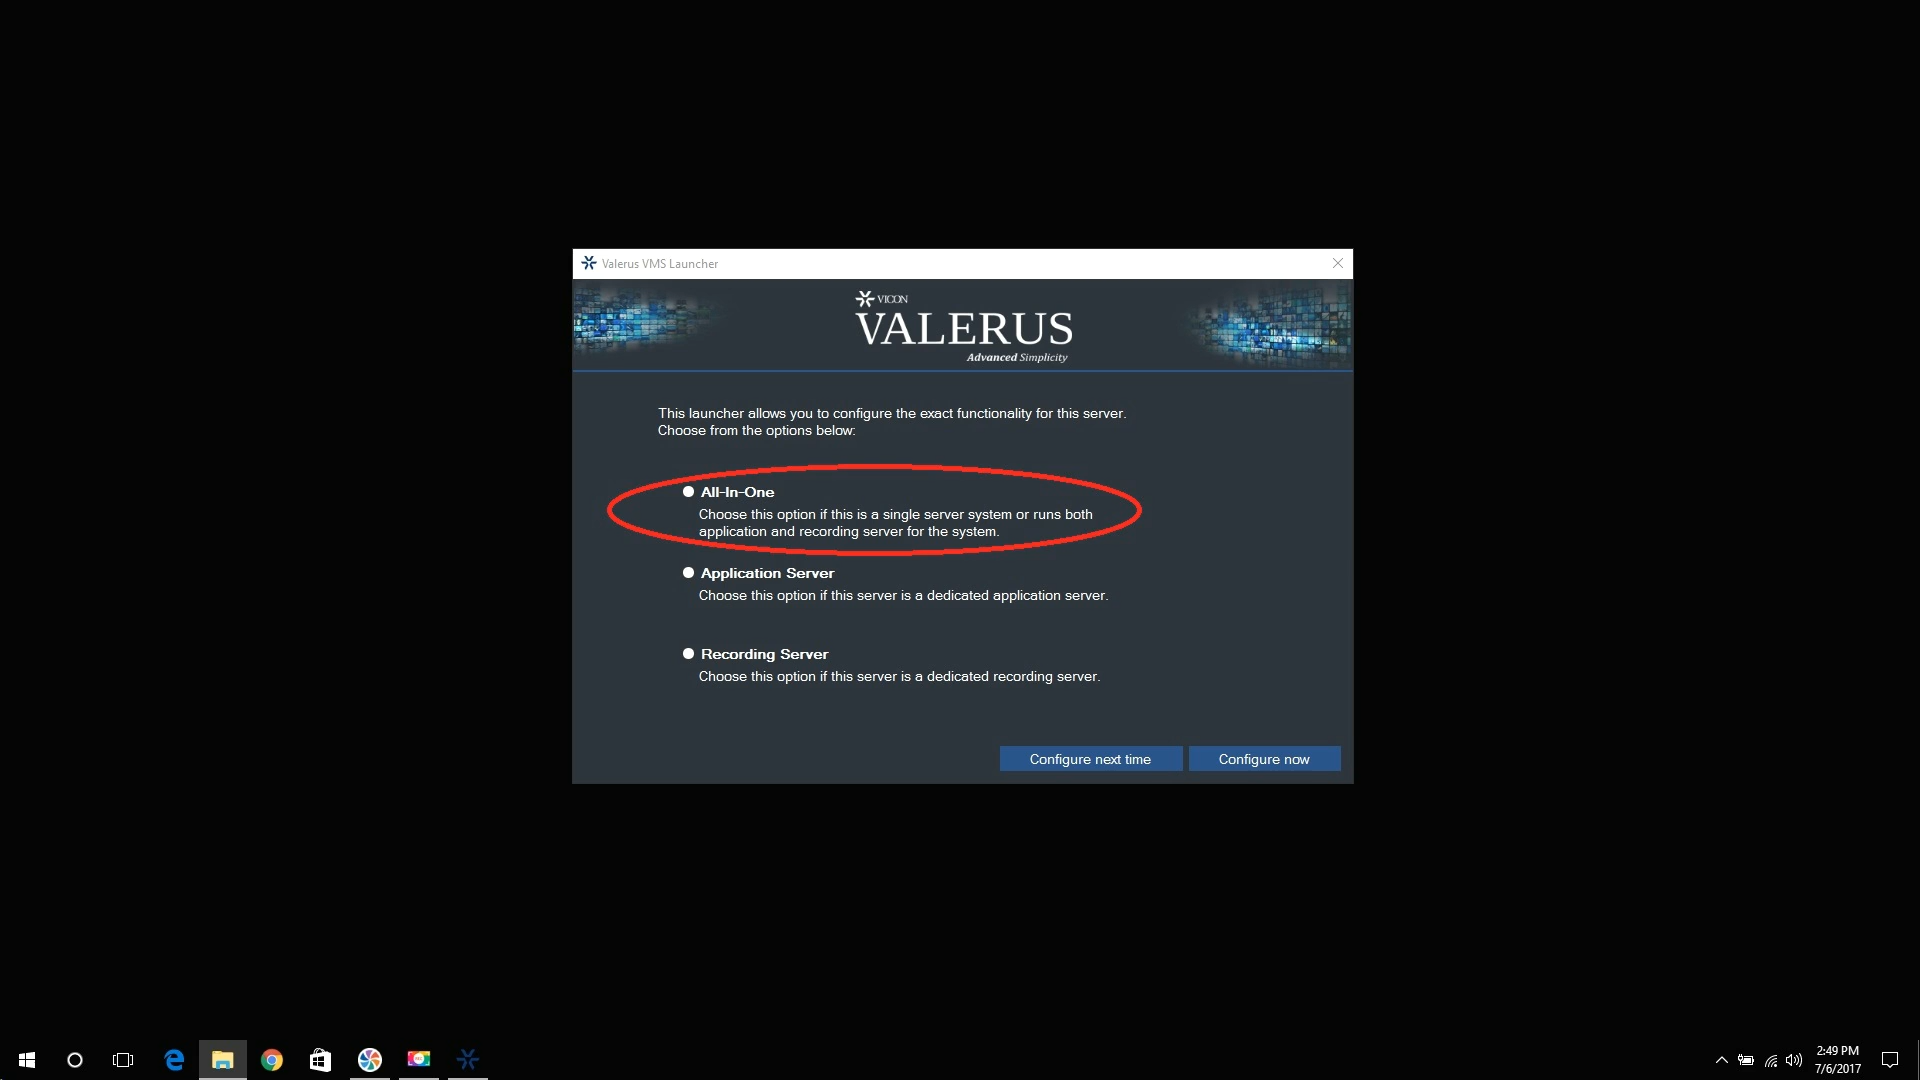 Valerus VMS Launcher
VICON
VALERUS
Advanced Simplicity
This launcher allows you to configure the exact functionality for this server.
Choose from the options below:
All-In-One
Choose this option if this is a single server system or runs both
application and recording server for the system.
Application Server
Choose this option if this server is a dedicated application server.
Recording Server
Choose this option if this server is a dedicated recording server.
Configure next time
Configure now
2:49 PM
7/6/2017